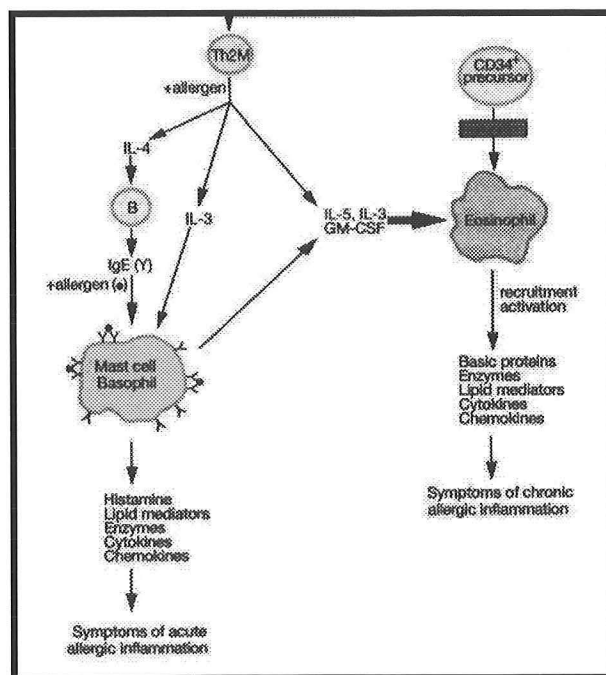 Th2M
+allergen
IL-4
B
IgE (Y)
+allergen (●)
IL-3
Mast cell
Basophil
Histamine
Lipid mediators
Enzymes
Cytokines
Chemokines
Symptoms of acute
allergic inflammation
IL-5, IL-3
GM-CSF
CD34+
precursor
Eosinophil
recruitment
activation
Basic proteins
Enzymes
Lipid mediators
Cytokines
Chemokines
Symptoms of chronic
allergic inflammation